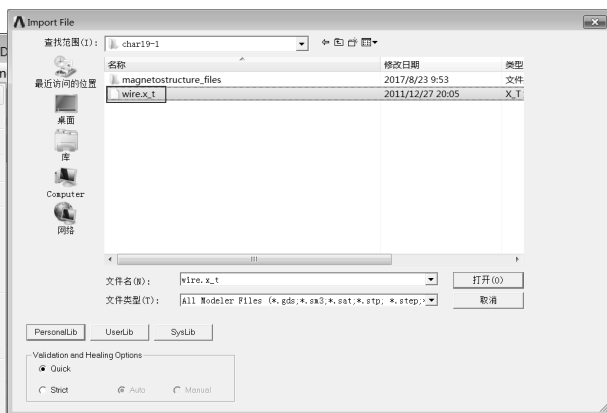 Import File
查找范围(I): char19-1
名称 修改日期 类型
最近访问的位置
桌面
库
Computer
网络
magnetostructure_files 2017/8/23 9:53 文件
wire.x_t 2011/12/27 20:05 X_T
文件名(N): wire.x_t 打开(O)
文件类型(T): All Modeler Files (*.gds;*.sm3;*.sat;*.stp; *.step;* 取消
PersonalLib UserLib SysLib
Validation and Healing Options
Quick
Strict Auto Manual